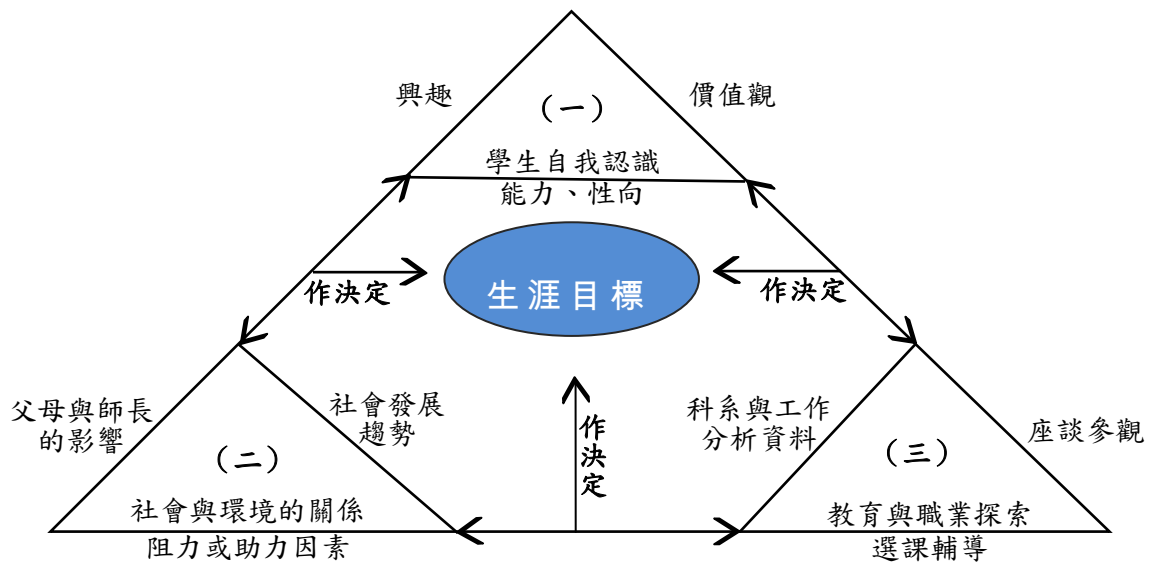 興趣
價值觀
(一)
學生自我認識
能力、性向
生涯目標
作決定
作決定
父母與師長
的影響
社會發展
趨勢
(二)
社會與環境的關係
阻力或助力因素
作決定
科系與工作
分析資料
座談參觀
(三)
教育與職業探索
選課輔導